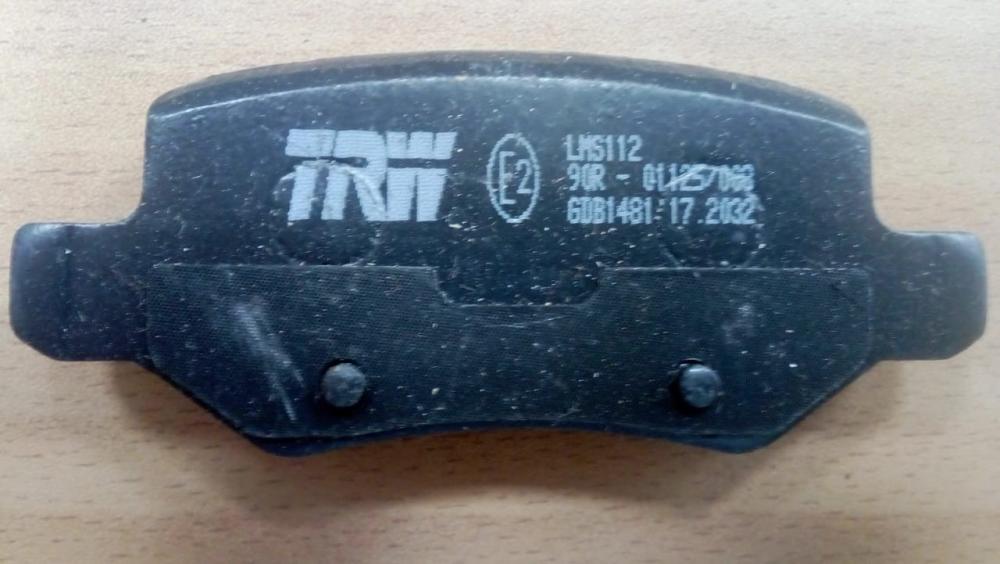 TRW
E2
LMS112
90R - 01125/068
GDB1481 17.2032